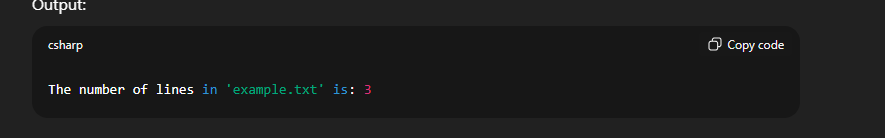 Output:
csharp
Copy code
The number of lines in 'example.txt' is: 3